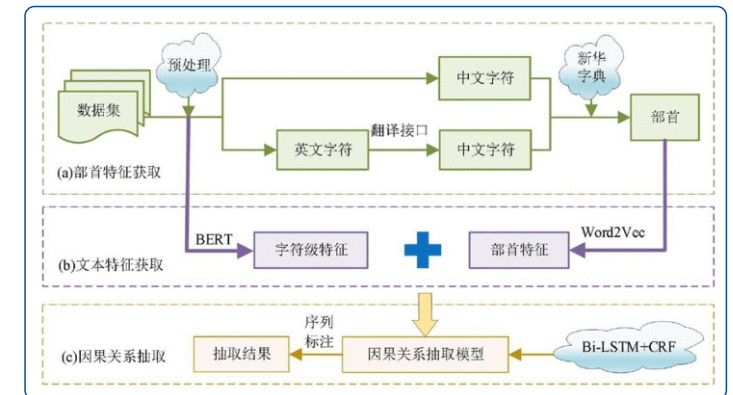 预处理
新华
字典
中文字符
数据集
部首
翻译接口
英文字符
中文字符
(a)部首特征获取
BERT
字符级特征
部首特征
Word2Vec
(b)文本特征获取
序列
标注
(c)因果关系抽取
抽取结果
因果关系抽取模型
Bi-LSTM+CRF